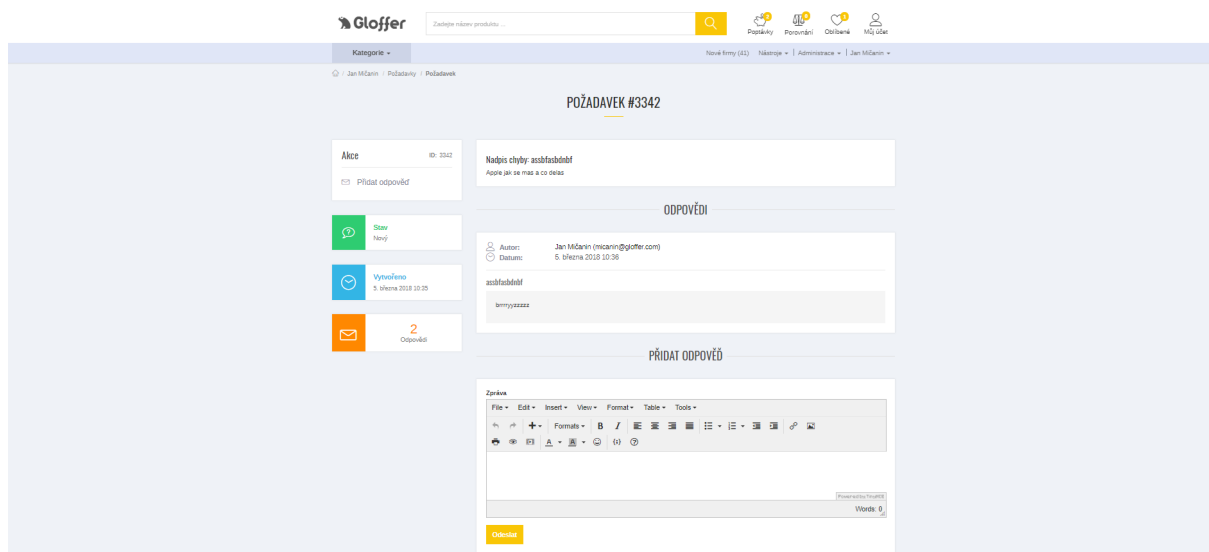 Gloffer
Zadejte název produktu ...
Poptávky
Porovnání
Oblíbené
Můj účet
Kategorie
Nové firmy (41) Nástroje | Administrace | Jan Mičanin
/ Jan Mičanin / Požadavky / Požadavek
POŽADAVEK #3342
Akce ID: 3342
Přidat odpověď
Stav
Nový
Vytvořeno
5. března 2018 10:35
2
Odpovědi
Nadpis chyby: assbfasbdnbf
Apple jak se mas a co delas
ODPOVĚDI
Autor: Jan Mičanin (micanin@gloffer.com)
Datum: 5. března 2018 10:36
assbfasbdnbf
PŘIDAT ODPOVĚĎ
Zpráva
File Edit Insert View Format Table Tools
Formats B I
A A
Powered by TinyMCE
Words: 0
Odeslat